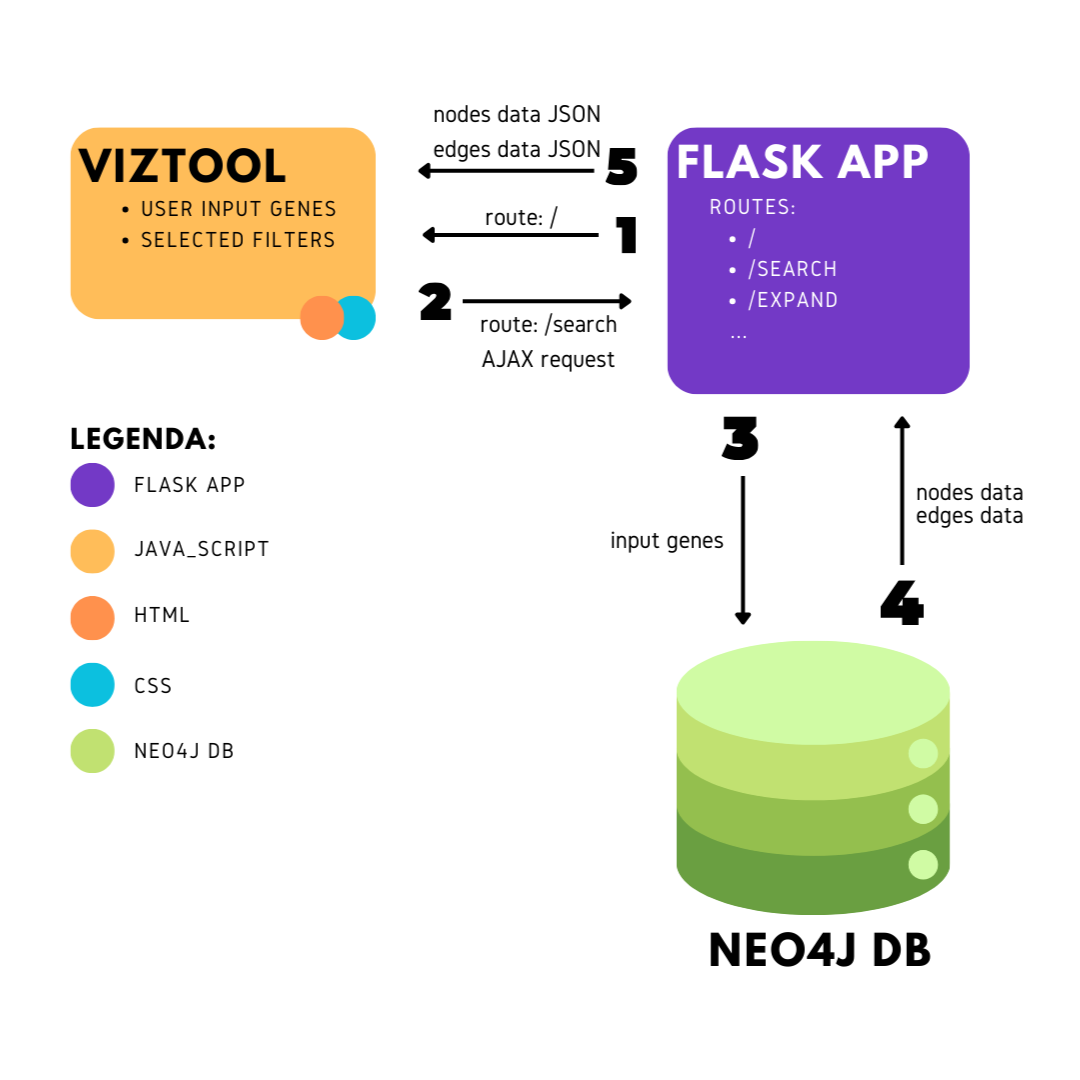 VIZTOOL
• USER INPUT GENES
• SELECTED FILTERS
nodes data JSON
edges data JSON
5
route: /
1
2
route: /search
AJAX request
FLASK APP
ROUTES:
• /
• /SEARCH
• /EXPAND
...
3
input genes
nodes data
edges data
4
NEO4J DB
LEGENDA:
FLASK APP
JAVA_SCRIPT
HTML
CSS
NEO4J DB